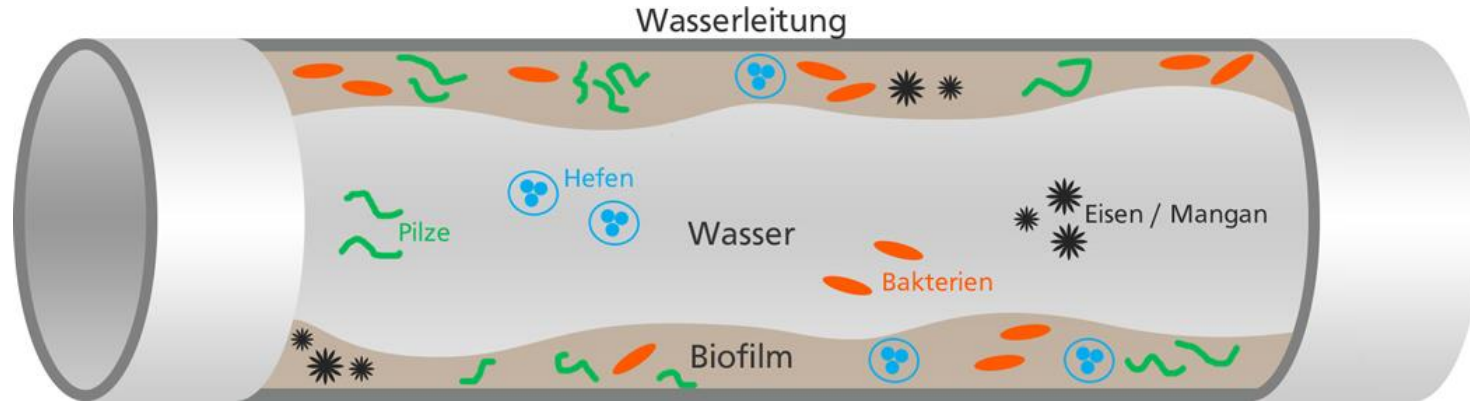 Wasserleitung
Hefen
Pilze
Wasser
Eisen / Mangan
Bakterien
Biofilm